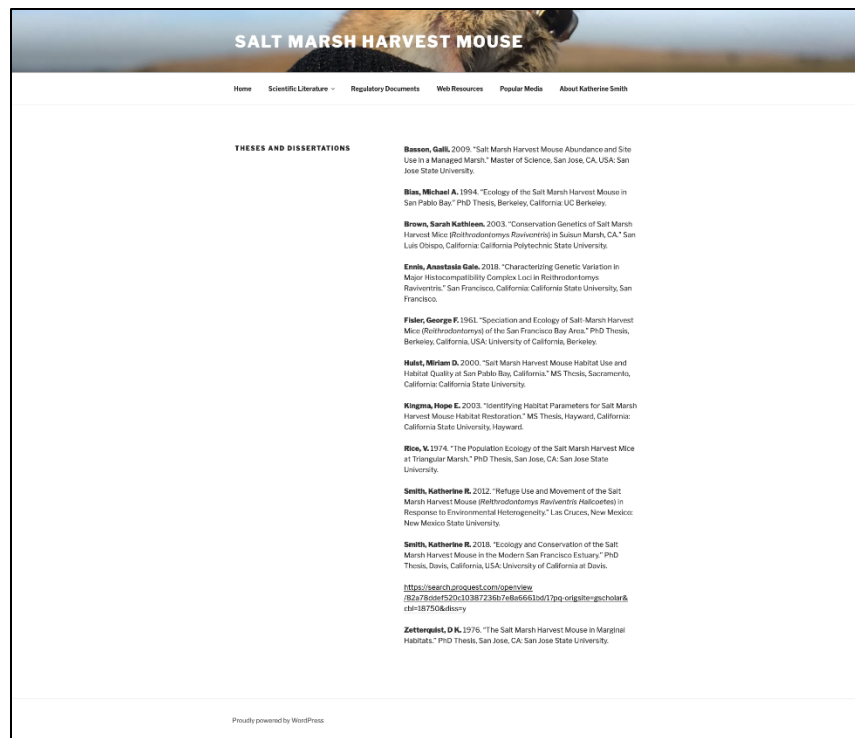 SALT MARSH HARVEST MOUSE
Home Scientific Literature Regulatory Documents Web Resources Popular Media About Katherine Smith
THESES AND DISSERTATIONS
Basson, Galli. 2009. “Salt Marsh Harvest Mouse Abundance and Site
Use in a Managed Marsh.” Master of Science, San Jose, CA, USA: San
Jose State University.
Bias, Michael A. 1994. “Ecology of the Salt Marsh Harvest Mouse in
San Pablo Bay.” PhD Thesis, Berkeley, California: UC Berkeley.
Brown, Sarah Kathleen. 2003. “Conservation Genetics of Salt Marsh
Harvest Mice (Reithrodontomys Raviventris) in Suisun Marsh, CA.” San
Luis Obispo, California: California Polytechnic State University.
Ennis, Anastasia Gale. 2018. “Characterizing Genetic Variation in
Major Histocompatibility Complex Loci in Reithrodontomys
Raviventris.” San Francisco, California: California State University, San
Francisco.
Fisler, George F. 1961. “Speciation and Ecology of Salt-Marsh Harvest
Mice (Reithrodontomys) of the San Francisco Bay Area.” PhD Thesis,
Berkeley, California, USA: University of California, Berkeley.
Hulst, Miriam D. 2000. “Salt Marsh Harvest Mouse Habitat Use and
Habitat Quality at San Pablo Bay, California.” MS Thesis, Sacramento,
California: California State University.
Kingma, Hope E. 2003. “Identifying Habitat Parameters for Salt Marsh
Harvest Mouse Habitat Restoration.” MS Thesis, Hayward, California:
California State University, Hayward.
Rice, V. 1974. “The Population Ecology of the Salt Marsh Harvest Mice
at Triangular Marsh.” PhD Thesis, San Jose, CA: San Jose State
University.
Smith, Katherine R. 2012. “Refuge Use and Movement of the Salt
Marsh Harvest Mouse (Reithrodontomys Raviventris Halicoetes) in
Response to Environmental Heterogeneity.” Las Cruces, New Mexico:
New Mexico State University.
Smith, Katherine R. 2018. “Ecology and Conservation of the Salt
Marsh Harvest Mouse in the Modern San Francisco Estuary.” PhD
Thesis, Davis, California, USA: University of California at Davis.
https://search.proquest.com/openview
/82a78ddef520c10387236b7e8a6661bd/1?pq-origsite=gscholar&
cbl=18750&diss=y
Zetterquist, D K. 1976. “The Salt Marsh Harvest Mouse in Marginal
Habitats.” PhD Thesis, San Jose, CA: San Jose State University.
Proudly powered by WordPress